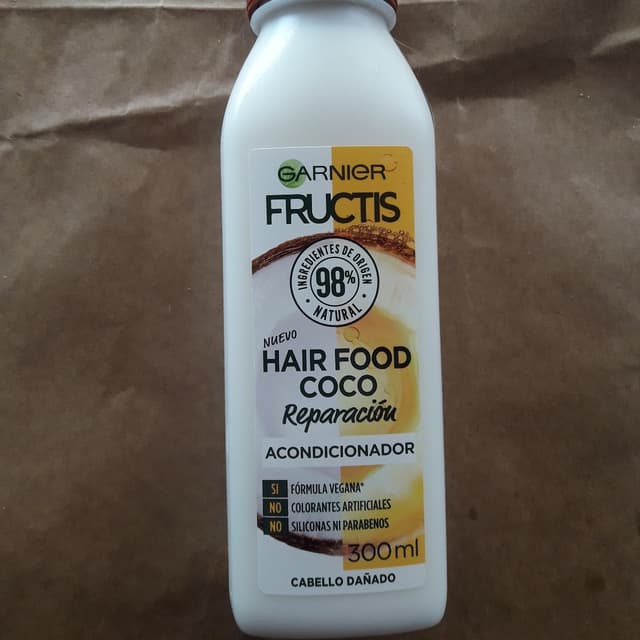 GARNIER
FRUCTIS
INGREDIENTES DE ORIGEN
98%
NATURAL
NUEVO
HAIR FOOD
COCO
Reparación
ACONDICIONADOR
SI FÓRMULA VEGANA*
NO COLORANTES ARTIFICIALES
NO SILICONAS NI PARABENOS
300ml
CABELLO DAÑADO